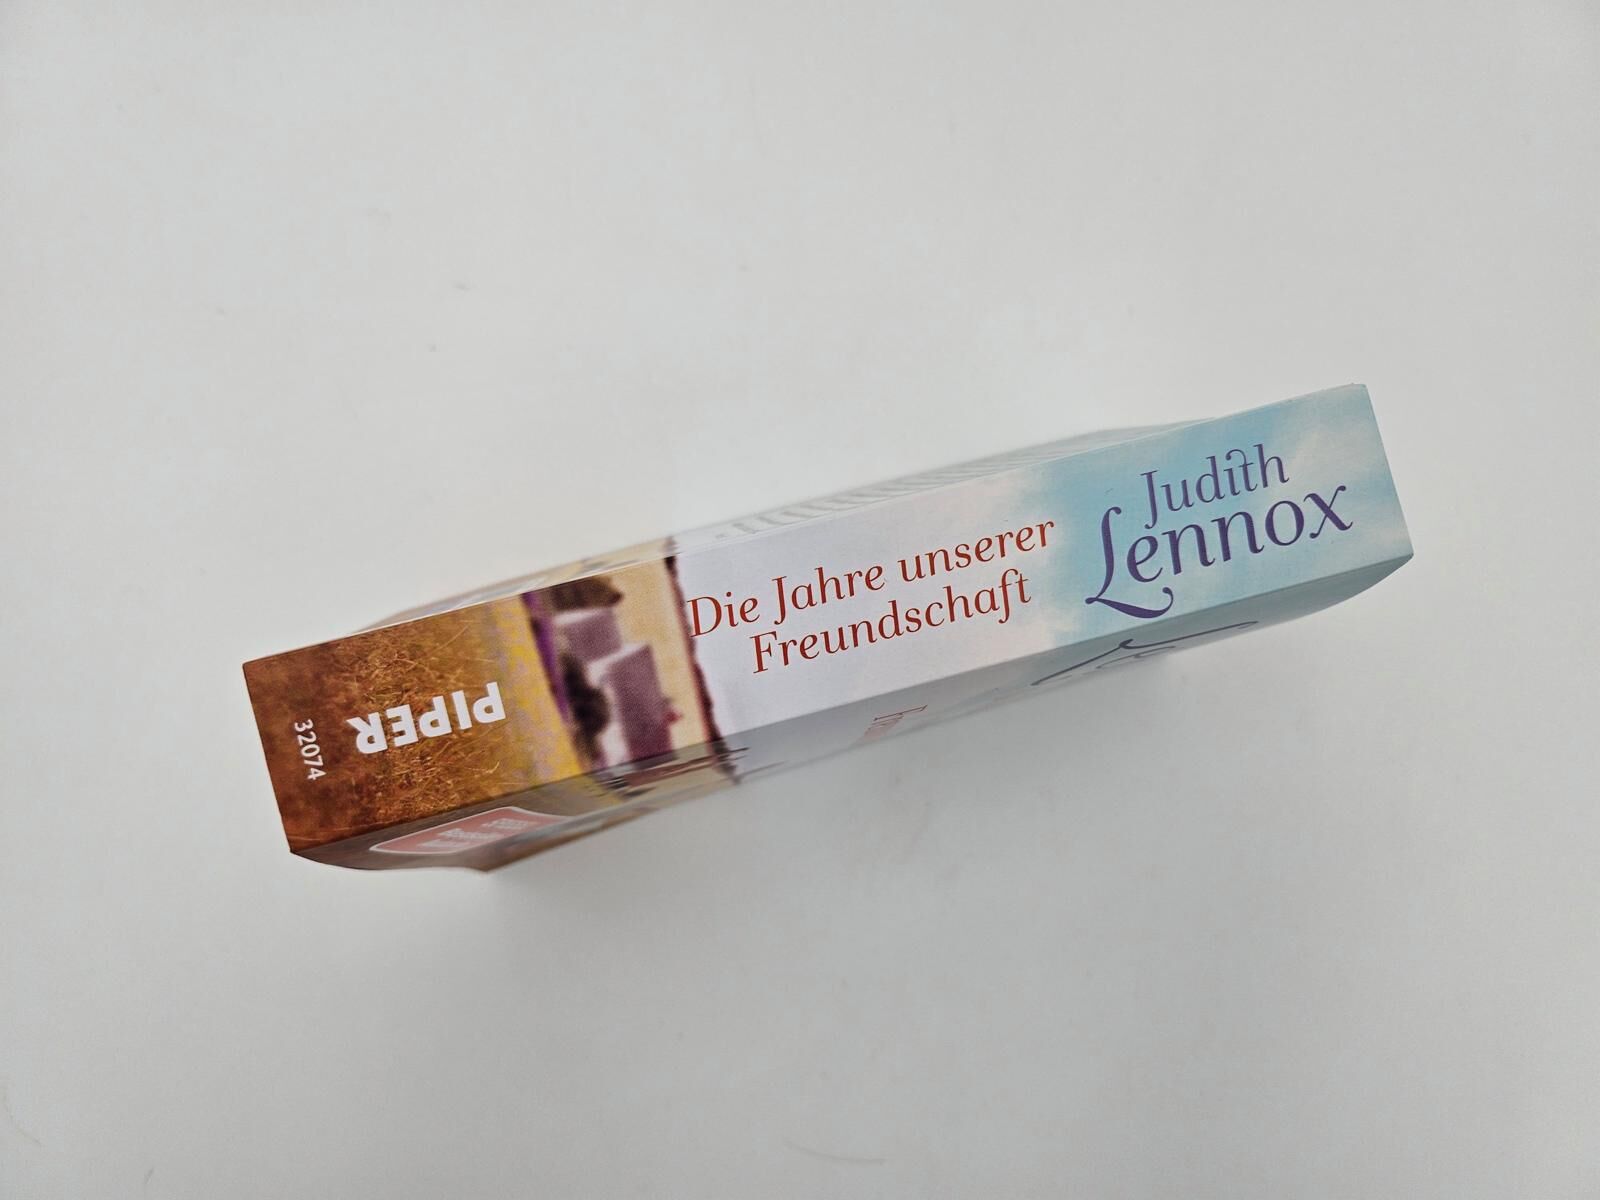 Judith
Lennox
Die Jahre unserer
Freundschaft
PIPER
32074